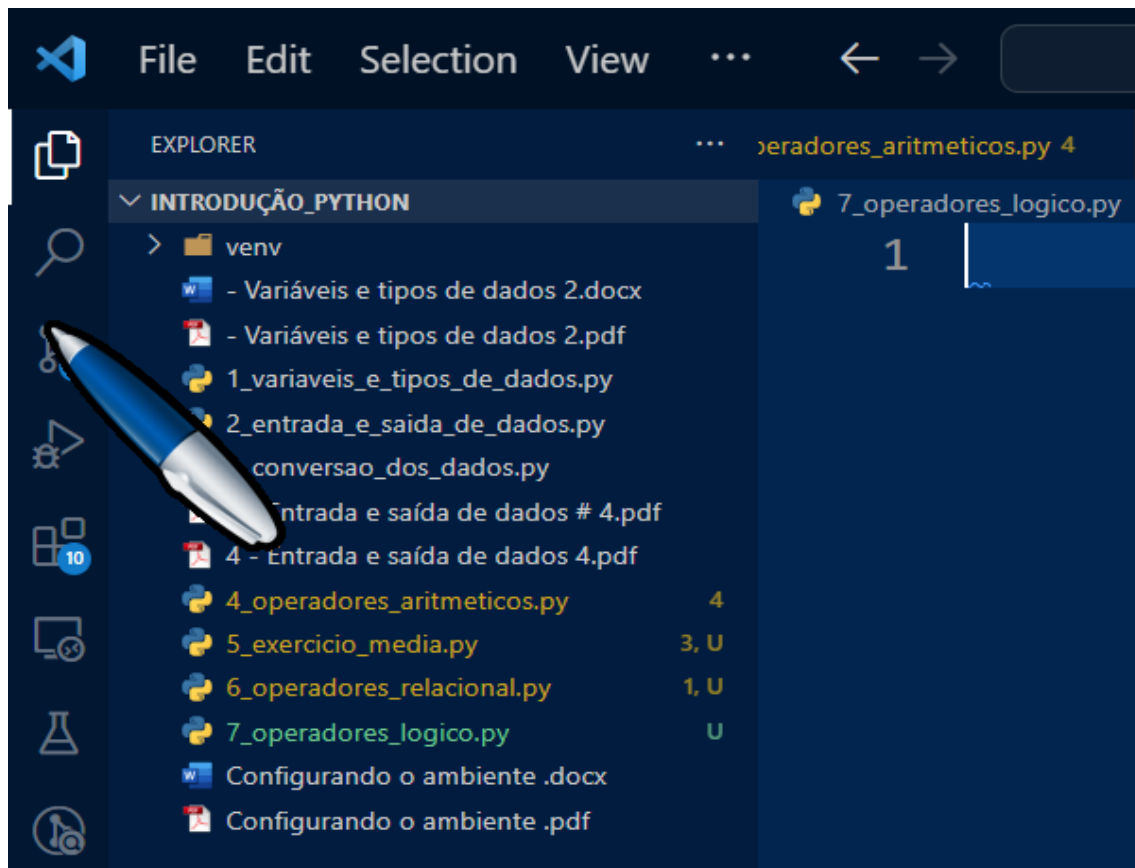 File Edit Selection View ...
EXPLORER ... peradores_aritmeticos.py 4
INTRODUÇÃO_PYTHON
7_operadores_logico.py
venv
1
- Variáveis e tipos de dados 2.docx
- Variáveis e tipos de dados 2.pdf
1_variaveis_e_tipos_de_dados.py
2_entrada_e_saida_de_dados.py
conversao_dos_dados.py
Entrada e saída de dados # 4.pdf
4 - Entrada e saída de dados 4.pdf
10
4_operadores_aritmeticos.py 4
5_exercicio_media.py 3, U
6_operadores_relacional.py 1, U
7_operadores_logico.py U
Configurando o ambiente .docx
Configurando o ambiente .pdf